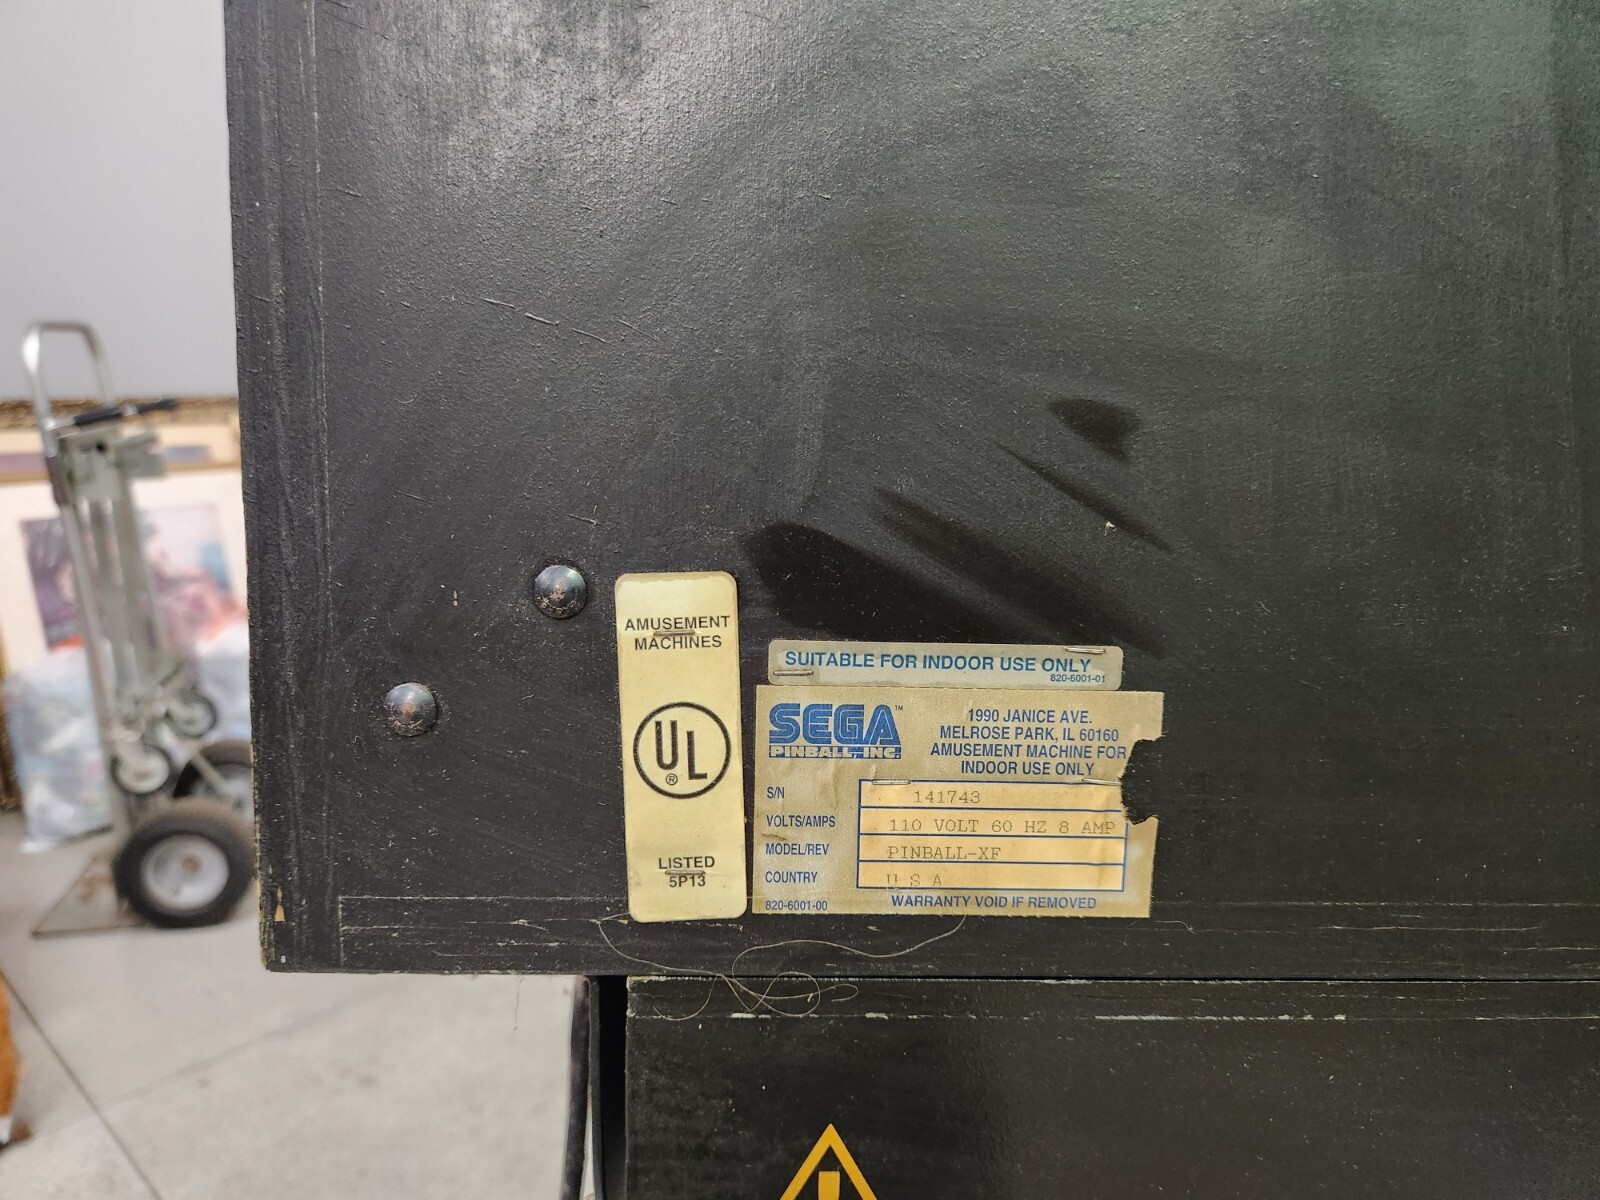 AMUSEMENT
MACHINES
UL
®
LISTED
5P13
SUITABLE FOR INDOOR USE ONLY
820-6001-01
SEGA™
PINBALL, INC.
1990 JANICE AVE.
MELROSE PARK, IL 60160
AMUSEMENT MACHINE FOR
INDOOR USE ONLY
S/N 141743
VOLTS/AMPS 110 VOLT 60 HZ 8 AMP
MODEL/REV PINBALL-XF
COUNTRY U S A
820-6001-00 WARRANTY VOID IF REMOVED